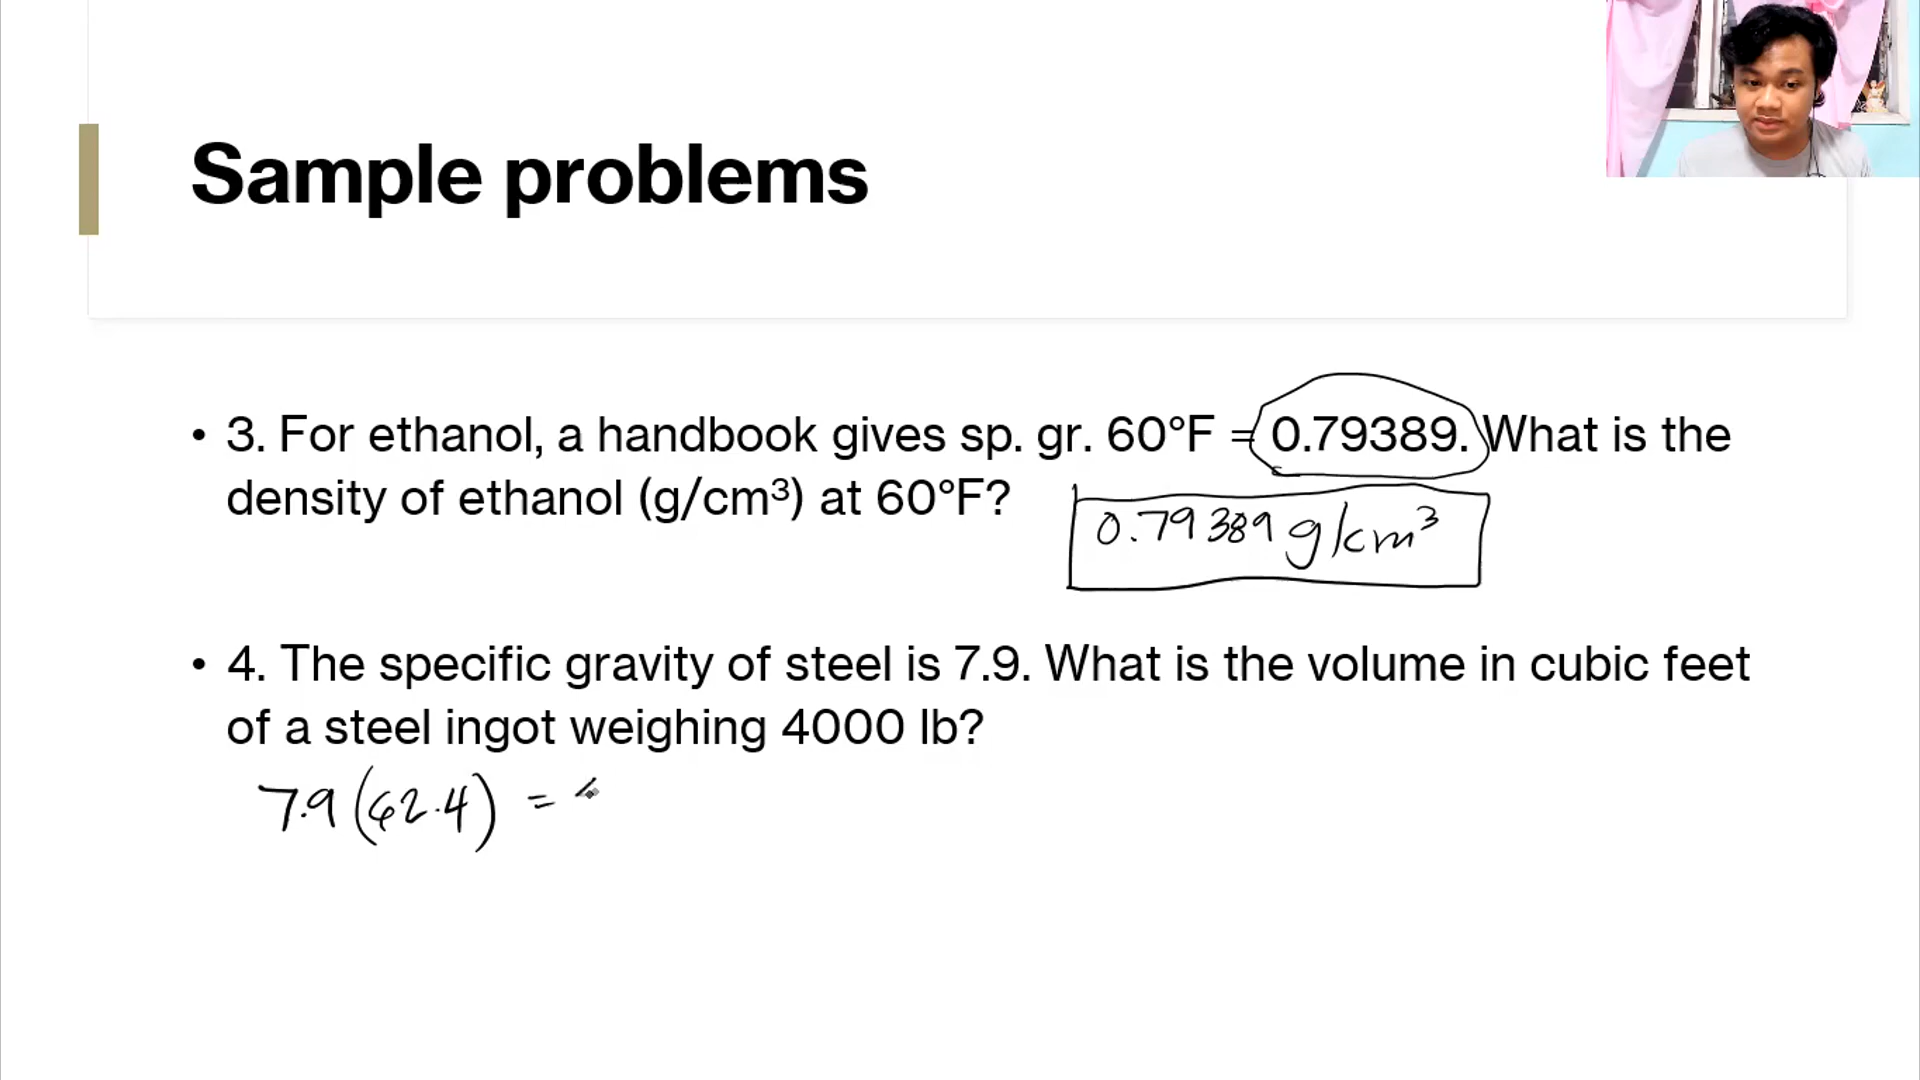 Sample problems
• 3. For ethanol, a handbook gives sp. gr. 60°F = 0.79389. What is the
density of ethanol (g/cm³) at 60°F?
0.79389 g/cm³
• 4. The specific gravity of steel is 7.9. What is the volume in cubic feet
of a steel ingot weighing 4000 lb?
7.9(62.4) =